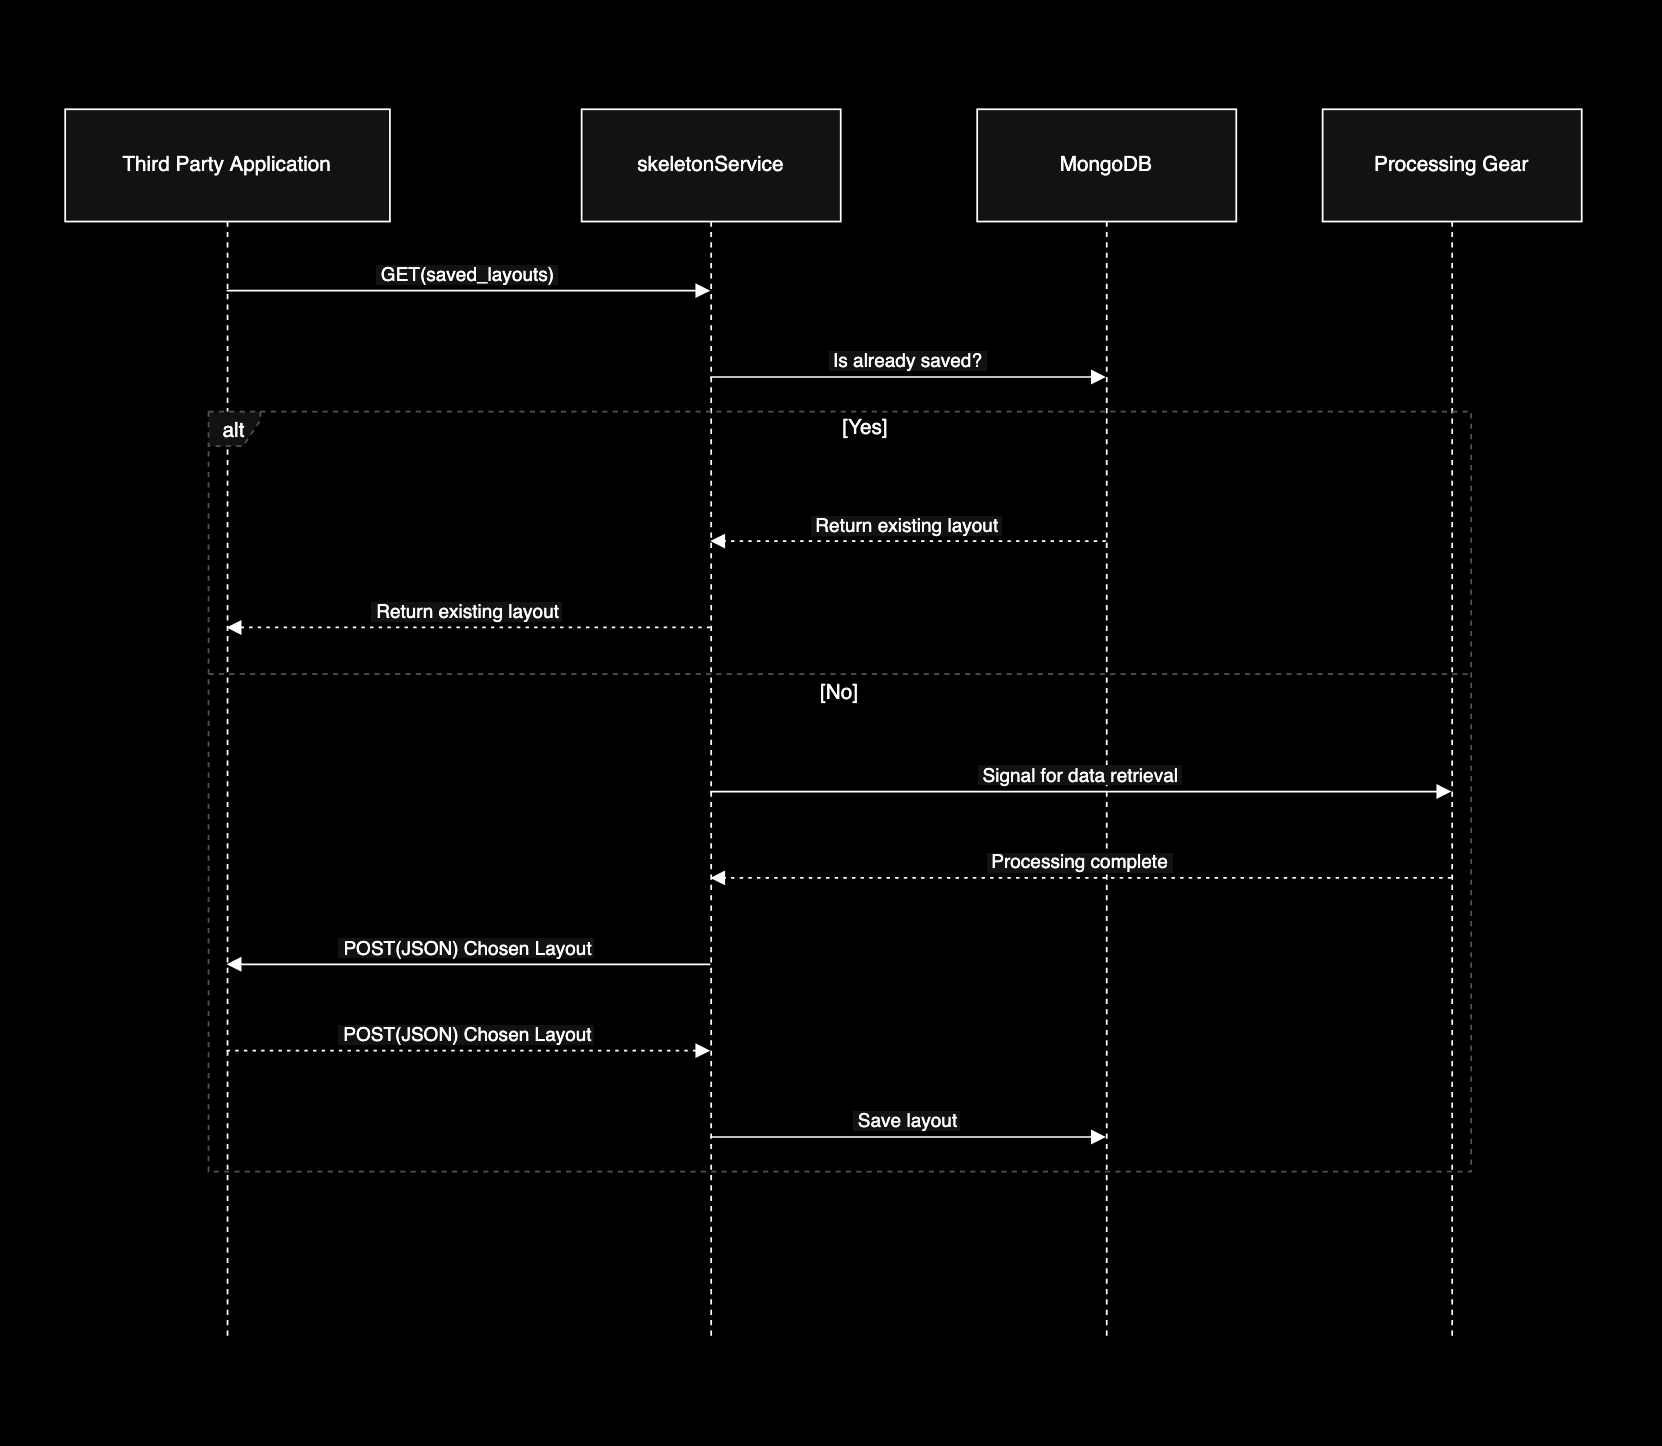 Third Party Application
skeletonService
MongoDB
Processing Gear
GET(saved_layouts)
Is already saved?
alt
[Yes]
Return existing layout
Return existing layout
[No]
Signal for data retrieval
Processing complete
POST(JSON) Chosen Layout
POST(JSON) Chosen Layout
Save layout